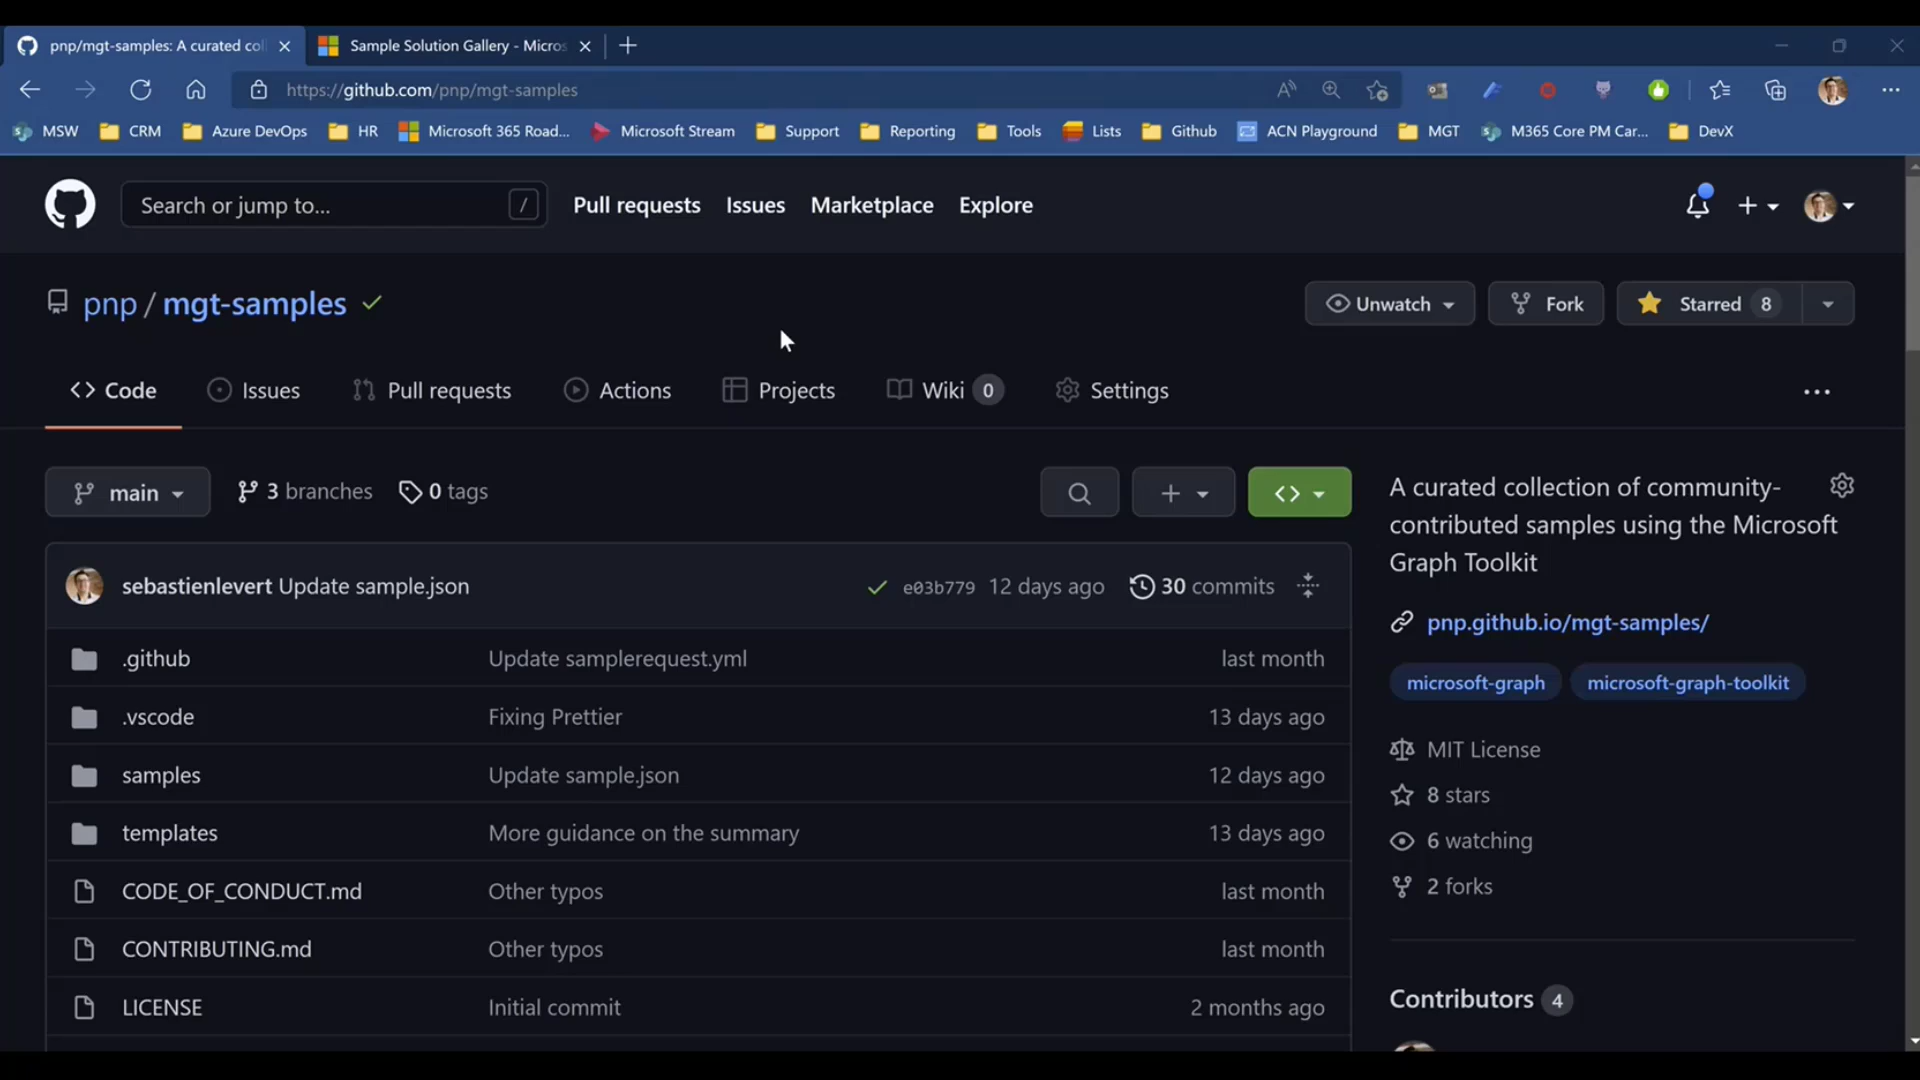 pnp/mgt-samples: A curated col
Sample Solution Gallery - Micros
https://github.com/pnp/mgt-samples
MSW CRM Azure DevOps HR Microsoft 365 Road... Microsoft Stream Support Reporting Tools Lists Github ACN Playground MGT M365 Core PM Car... DevX
Search or jump to... /
Pull requests Issues Marketplace Explore
pnp / mgt-samples
Unwatch Fork Starred 8
<> Code Issues Pull requests Actions Projects Wiki 0 Settings
main 3 branches 0 tags
A curated collection of community-
contributed samples using the Microsoft
Graph Toolkit
pnp.github.io/mgt-samples/
microsoft-graph microsoft-graph-toolkit
MIT License
8 stars
6 watching
2 forks
Contributors 4
sebastienlevert Update sample.json e03b779 12 days ago 30 commits
.github Update samplerequest.yml last month
.vscode Fixing Prettier 13 days ago
samples Update sample.json 12 days ago
templates More guidance on the summary 13 days ago
CODE_OF_CONDUCT.md Other typos last month
CONTRIBUTING.md Other typos last month
LICENSE Initial commit 2 months ago